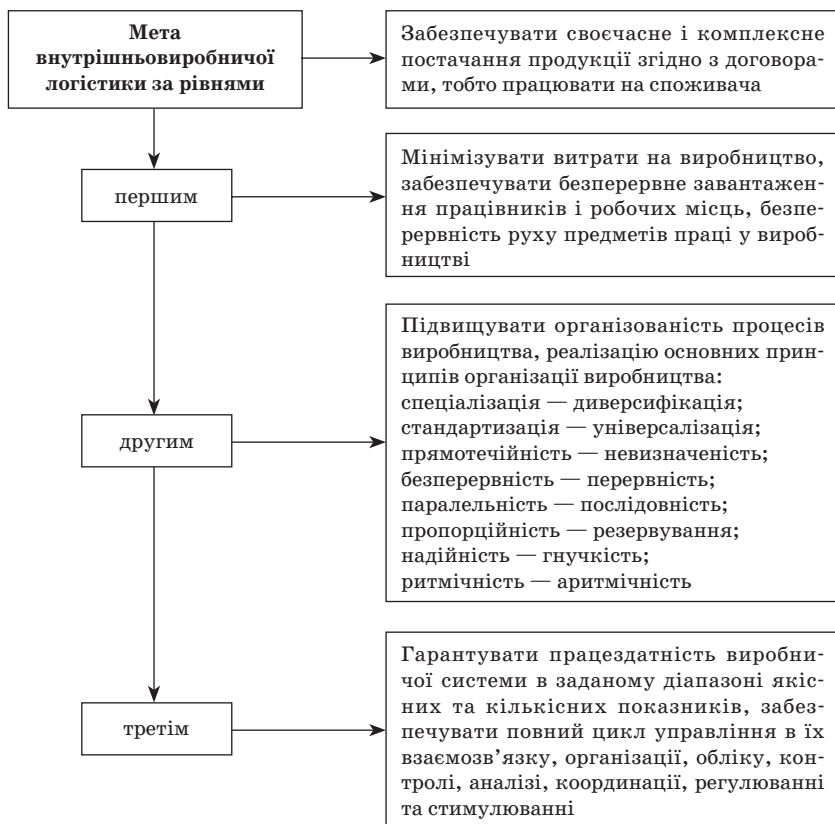 Мета
внутрішньовиробничої
логістики за рівнями
Забезпечувати своєчасне і комплексне
постачання продукції згідно з договора-
ми, тобто працювати на споживача
першим
Мінімізувати витрати на виробництво,
забезпечувати безперервне завантажен-
ня працівників і робочих місць, безпе-
рервність руху предметів праці у вироб-
ництві
другим
Підвищувати організованість процесів
виробництва, реалізацію основних прин-
ципів організації виробництва:
спеціалізація — диверсифікація;
стандартизація — універсалізація;
прямотечійність — невизначеність;
безперервність — перервність;
паралельність — послідовність;
пропорційність — резервування;
надійність — гнучкість;
ритмічність — аритмічність
третім
Гарантувати працездатність виробни-
чої системи в заданому діапазоні якіс-
них та кількісних показників, забез-
печувати повний цикл управління в їх
взаємозв’язку, організації, обліку, кон-
тролі, аналізі, координації, регулюванні
та стимулюванні